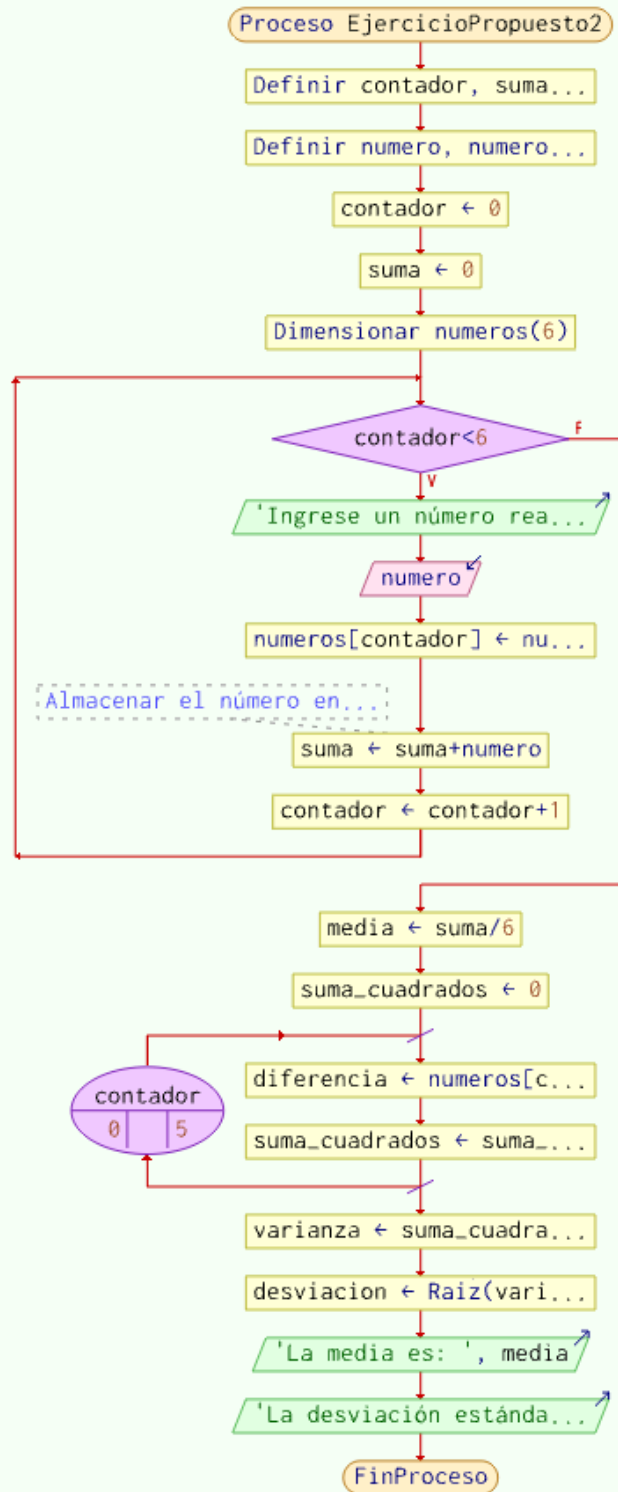 Proceso EjercicioPropuesto2
Definir contador, suma...
Definir numero, numero...
contador ← 0
suma ← 0
Dimensionar numeros(6)
contador<6
F
V
'Ingrese un número rea...
numero
numeros[contador] ← nu...
Almacenar el número en...
suma ← suma+numero
contador ← contador+1
media ← suma/6
suma_cuadrados ← 0
contador
0 5
diferencia ← numeros[c...
suma_cuadrados ← suma_...
varianza ← suma_cuadra...
desviacion ← Raiz(vari...
'La media es: ', media
'La desviación estánda...
FinProceso